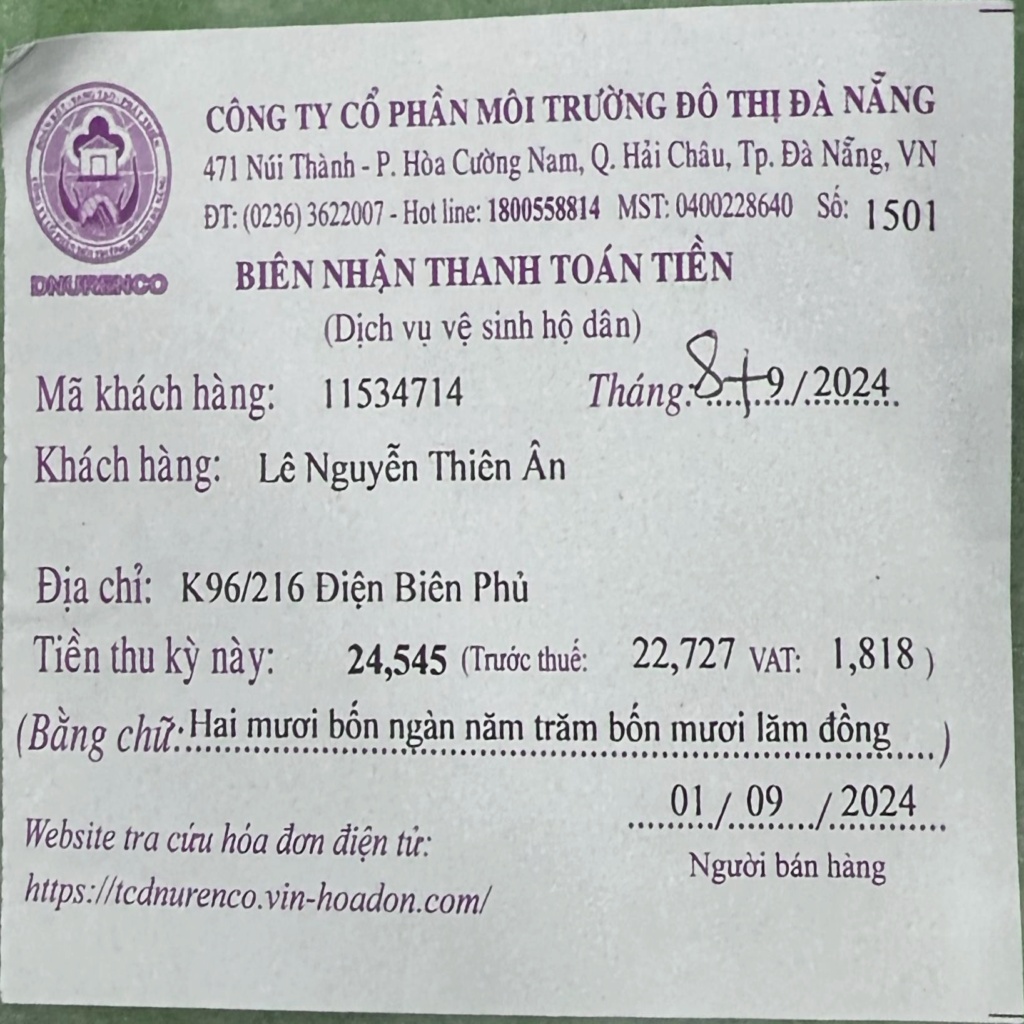 CÔNG TY CỔ PHẦN MÔI TRƯỜNG ĐÔ THỊ ĐÀ NẴNG
471 Núi Thành - P. Hòa Cường Nam, Q. Hải Châu, Tp. Đà Nẵng, VN
ĐT: (0236) 3622007 - Hot line: 1800558814 MST: 0400228640 Số: 1501
DNURENCO
BIÊN NHẬN THANH TOÁN TIỀN
(Dịch vụ vệ sinh hộ dân)
Mã khách hàng: 11534714 Tháng: 8+9/2024
Khách hàng: Lê Nguyễn Thiên Ân
Địa chỉ: K96/216 Điện Biên Phủ
Tiền thu kỳ này: 24,545 (Trước thuế: 22,727 VAT: 1,818 )
(Bằng chữ: Hai mươi bốn ngàn năm trăm bốn mươi lăm đồng)
01/ 09 / 2024
Người bán hàng
Website tra cứu hóa đơn điện tử:
https://tcdnurenco.vin-hoadon.com/